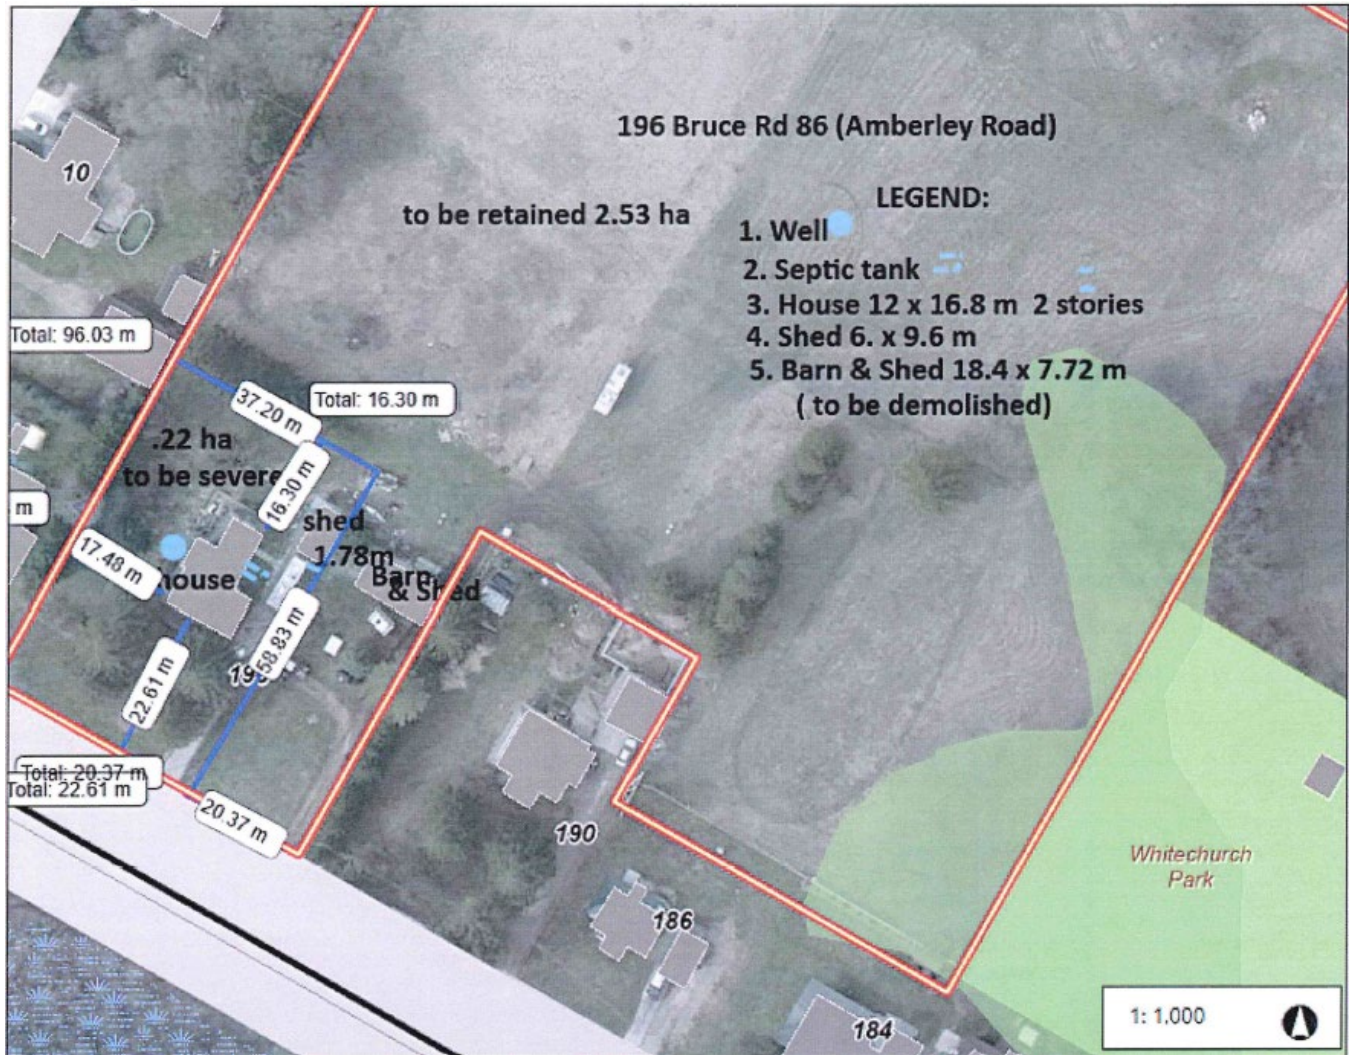 196 Bruce Rd 86 (Amberley Road)
10
to be retained 2.53 ha
LEGEND:
1. Well
2. Septic tank
3. House 12 x 16.8 m 2 stories
4. Shed 6. x 9.6 m
5. Barn & Shed 18.4 x 7.72 m
( to be demolished)
Total: 96.03 m
37.20 m
Total: 16.30 m
.22 ha
to be severe
16.30 m
m
shed
1.78m
17.48 m
house
Barn
& Shed
58.83 m
22.61 m
Total: 20.37 m
Total: 22.61 m
20.37 m
190
186
184
Whitechurch
Park
1: 1,000